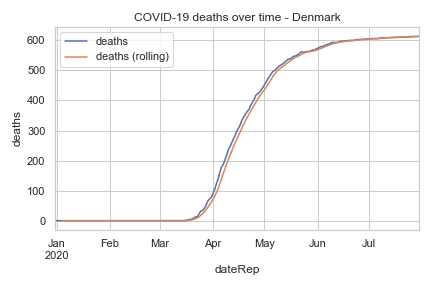 COVID-19 deaths over time - Denmark
deaths
deaths (rolling)
600
500
400
300
200
100
0
deaths
Jan Feb Mar Apr May Jun Jul
2020
dateRep